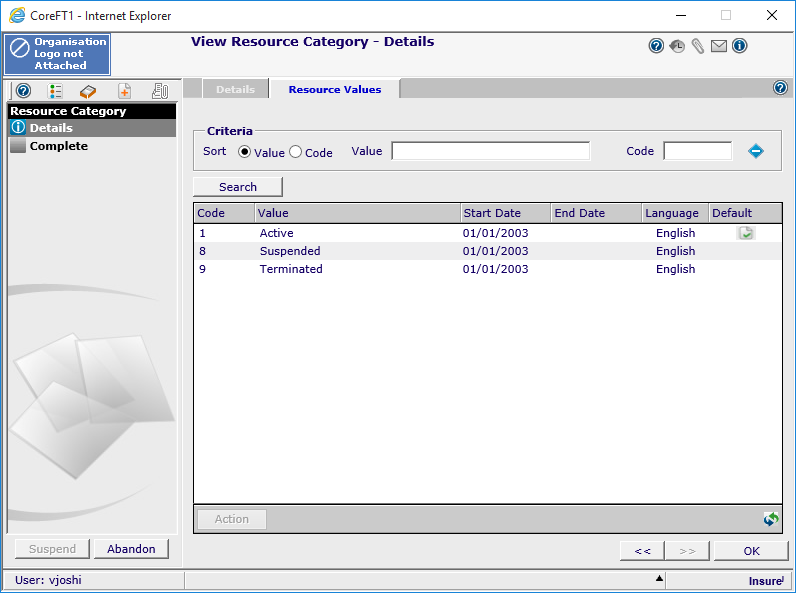 CoreFT1 - Internet Explorer
Organisation
Logo not
Attached
View Resource Category - Details
Resource Category
Details
Complete
Details
Resource Values
Criteria
Sort Value Code Value Code
Search
Code Value Start Date End Date Language Default
1 Active 01/01/2003 English
8 Suspended 01/01/2003 English
9 Terminated 01/01/2003 English
Action
Suspend Abandon
<< >> OK
User: vjoshi
Insure